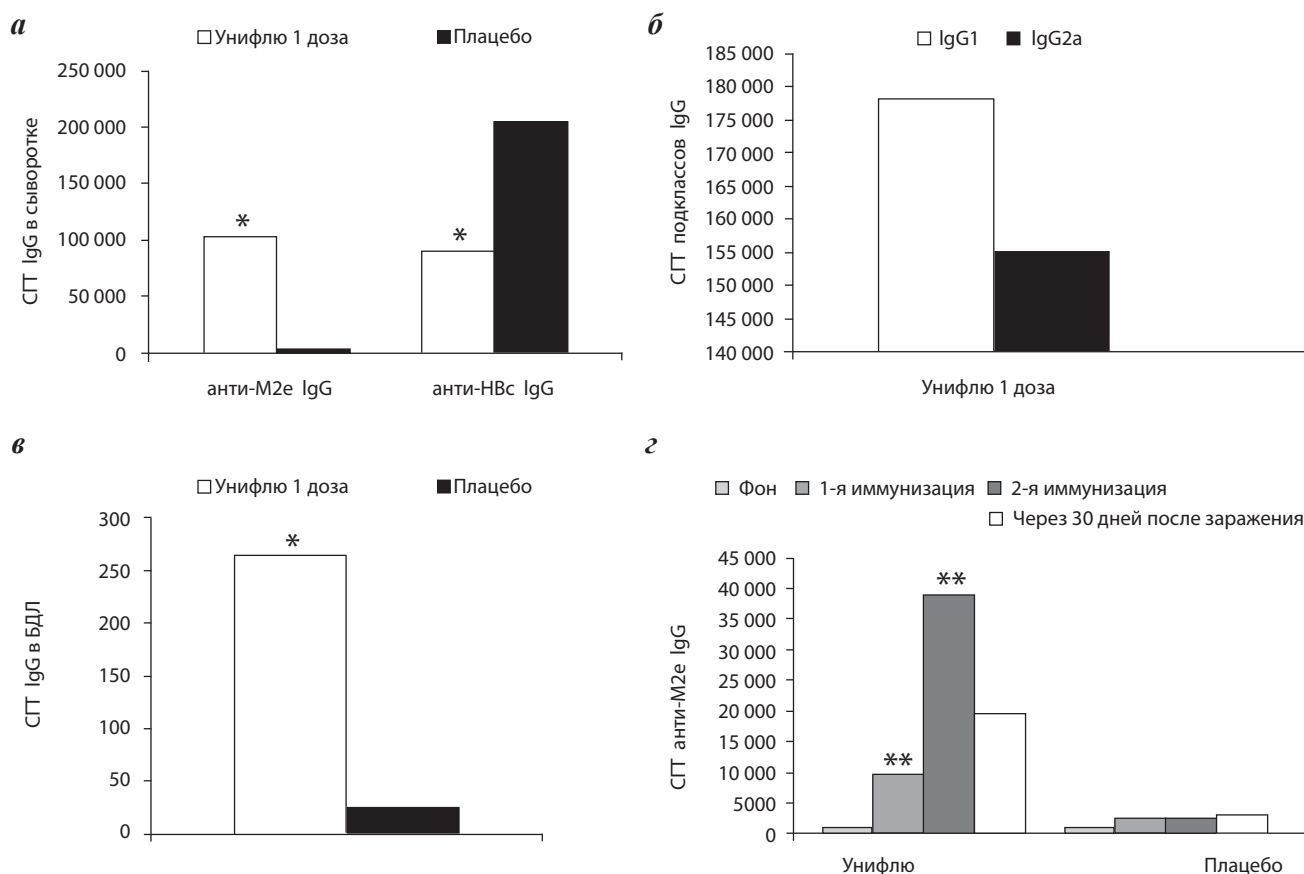 а
Унифлю 1 доза Плацебо
СГТ IgG в сыворотке
250 000
200 000
150 000
100 000
50 000
0
*
*
анти-M2e IgG анти-HBc IgG
б
IgG1 IgG2a
СГТ подклассов IgG
185 000
180 000
175 000
170 000
165 000
160 000
155 000
150 000
145 000
140 000
Унифлю 1 доза
в
Унифлю 1 доза Плацебо
СГТ IgG в БДЛ
300
250
200
150
100
50
0
*
г
Фон 1-я иммунизация 2-я иммунизация
Через 30 дней после заражения
СГТ анти-M2e IgG
45 000
40 000
35 000
30 000
25 000
20 000
15 000
10 000
5000
0
**
**
Унифлю Плацебо